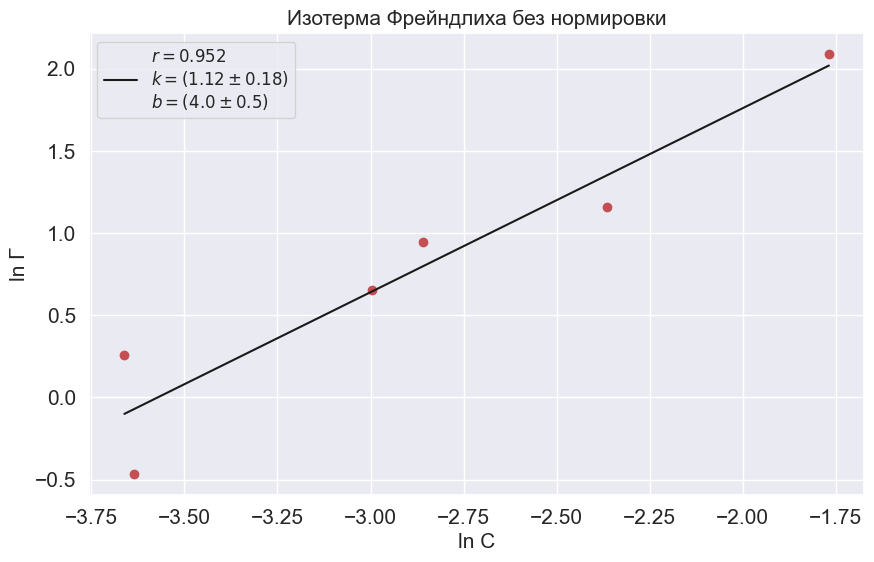 Изотерма Фрейндлиха без нормировки
r = 0.952
k = (1.12 ± 0.18)
b = (4.0 ± 0.5)
2.0
1.5
1.0
0.5
0.0
−0.5
ln Γ
−3.75 −3.50 −3.25 −3.00 −2.75 −2.50 −2.25 −2.00 −1.75
ln C